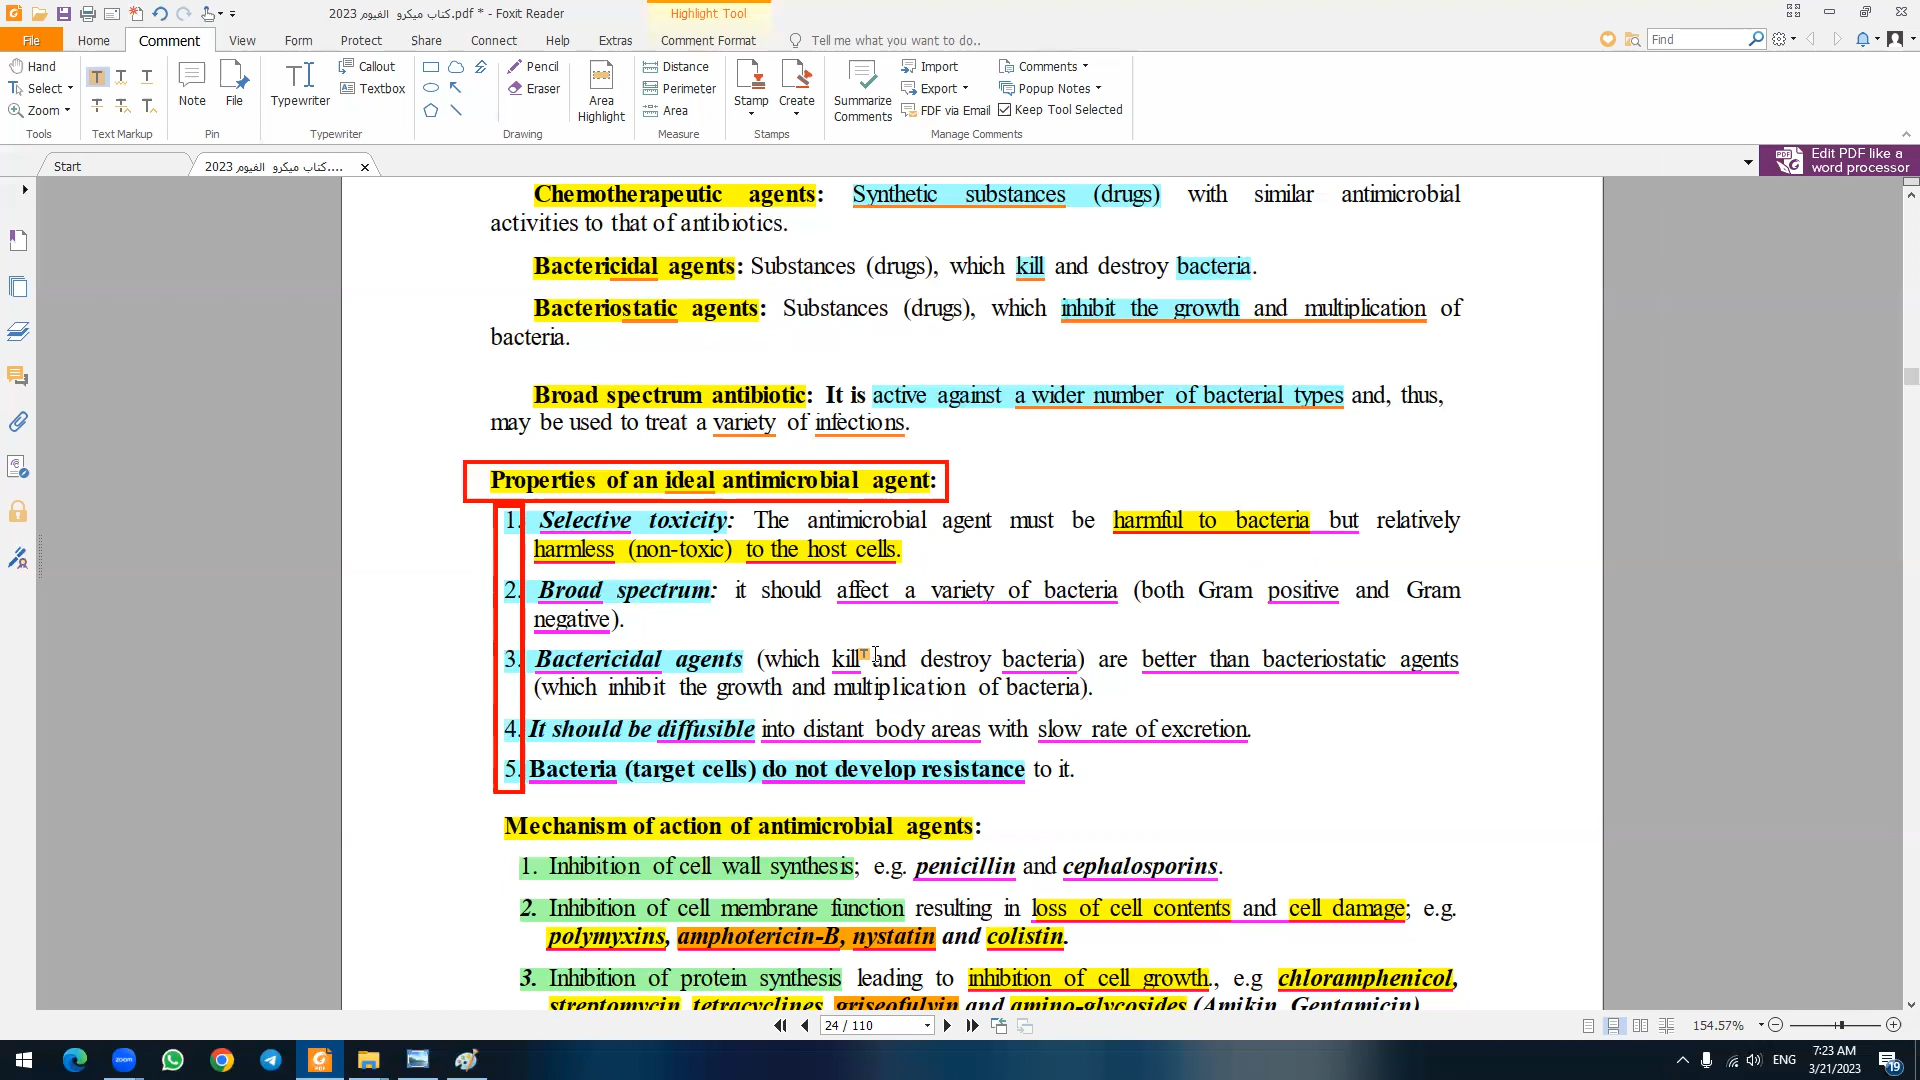 كتاب ميكرو الفيوم 2023.pdf * - Foxit Reader
Highlight Tool
File Home Comment View Form Protect Share Connect Help Extras Comment Format Tell me what you want to do.. Find
Hand Select Zoom Tools
Text Markup
Note File Pin
Typewriter Callout Textbox Typewriter
Pencil Eraser Area Highlight Drawing
Distance Perimeter Area Measure
Stamp Create Stamps
Summarize Comments Import Export FDF via Email Comments Popup Notes Keep Tool Selected Manage Comments
Start
كتاب ميكرو الفيوم 2023....
Edit PDF like a
word processor
Chemotherapeutic agents: Synthetic substances (drugs) with similar antimicrobial
activities to that of antibiotics.
Bactericidal agents: Substances (drugs), which kill and destroy bacteria.
Bacteriostatic agents: Substances (drugs), which inhibit the growth and multiplication of
bacteria.
Broad spectrum antibiotic: It is active against a wider number of bacterial types and, thus,
may be used to treat a variety of infections.
Properties of an ideal antimicrobial agent:
1. Selective toxicity: The antimicrobial agent must be harmful to bacteria but relatively
harmless (non-toxic) to the host cells.
2. Broad spectrum: it should affect a variety of bacteria (both Gram positive and Gram
negative).
3. Bactericidal agents (which kill and destroy bacteria) are better than bacteriostatic agents
(which inhibit the growth and multiplication of bacteria).
4. It should be diffusible into distant body areas with slow rate of excretion.
5. Bacteria (target cells) do not develop resistance to it.
Mechanism of action of antimicrobial agents:
1. Inhibition of cell wall synthesis; e.g. penicillin and cephalosporins.
2. Inhibition of cell membrane function resulting in loss of cell contents and cell damage; e.g.
polymyxins, amphotericin-B, nystatin and colistin.
3. Inhibition of protein synthesis leading to inhibition of cell growth., e.g chloramphenicol,
streptomycin, tetracyclines, griseofulvin and amino-glycosides (Amikin, Gentamicin)
24 / 110
154.57%
zoom
ENG
7:23 AM
3/21/2023
19